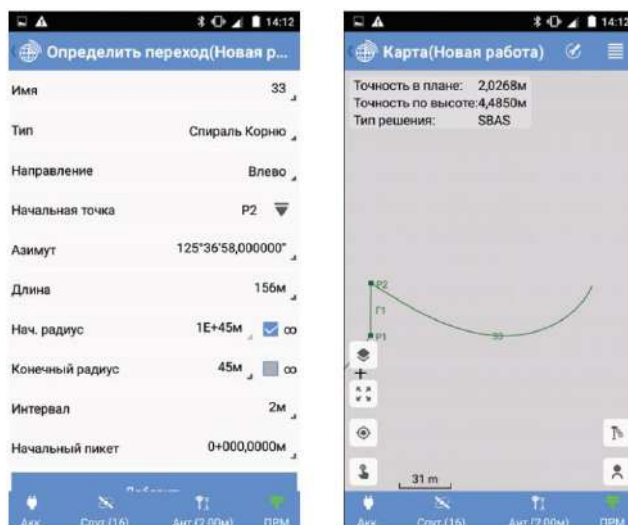 14:12
Определить переход(Новая р...
Имя 33
Тип Спираль Корню
Направление Влево
Начальная точка P2
Азимут 125°36'58,000000"
Длина 156м
Нач. радиус 1E+45м ∞
Конечный радиус 45м ∞
Интервал 2м
Начальный пикет 0+000,0000м
Акк. Спут.(16) Ант.(2,00м) ПРМ
14:12
Карта(Новая работа)
Точность в плане: 2,0268м
Точность по высоте:4,4850м
Тип решения: SBAS
P2
Г1
P1
33
31 m
Акк. Спут.(16) Ант.(2,00м) ПРМ